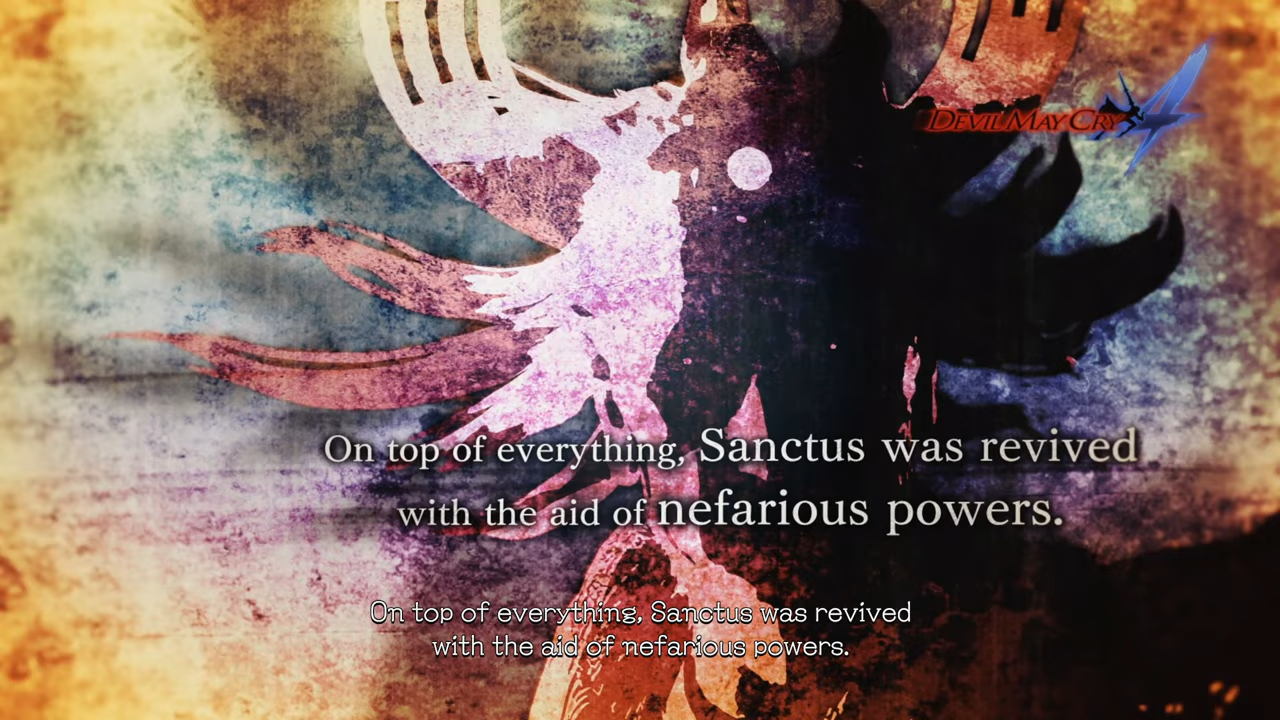 DEVIL MAY CRY 4
On top of everything, Sanctus was revived
with the aid of nefarious powers.
On top of everything, Sanctus was revived
with the aid of nefarious powers.